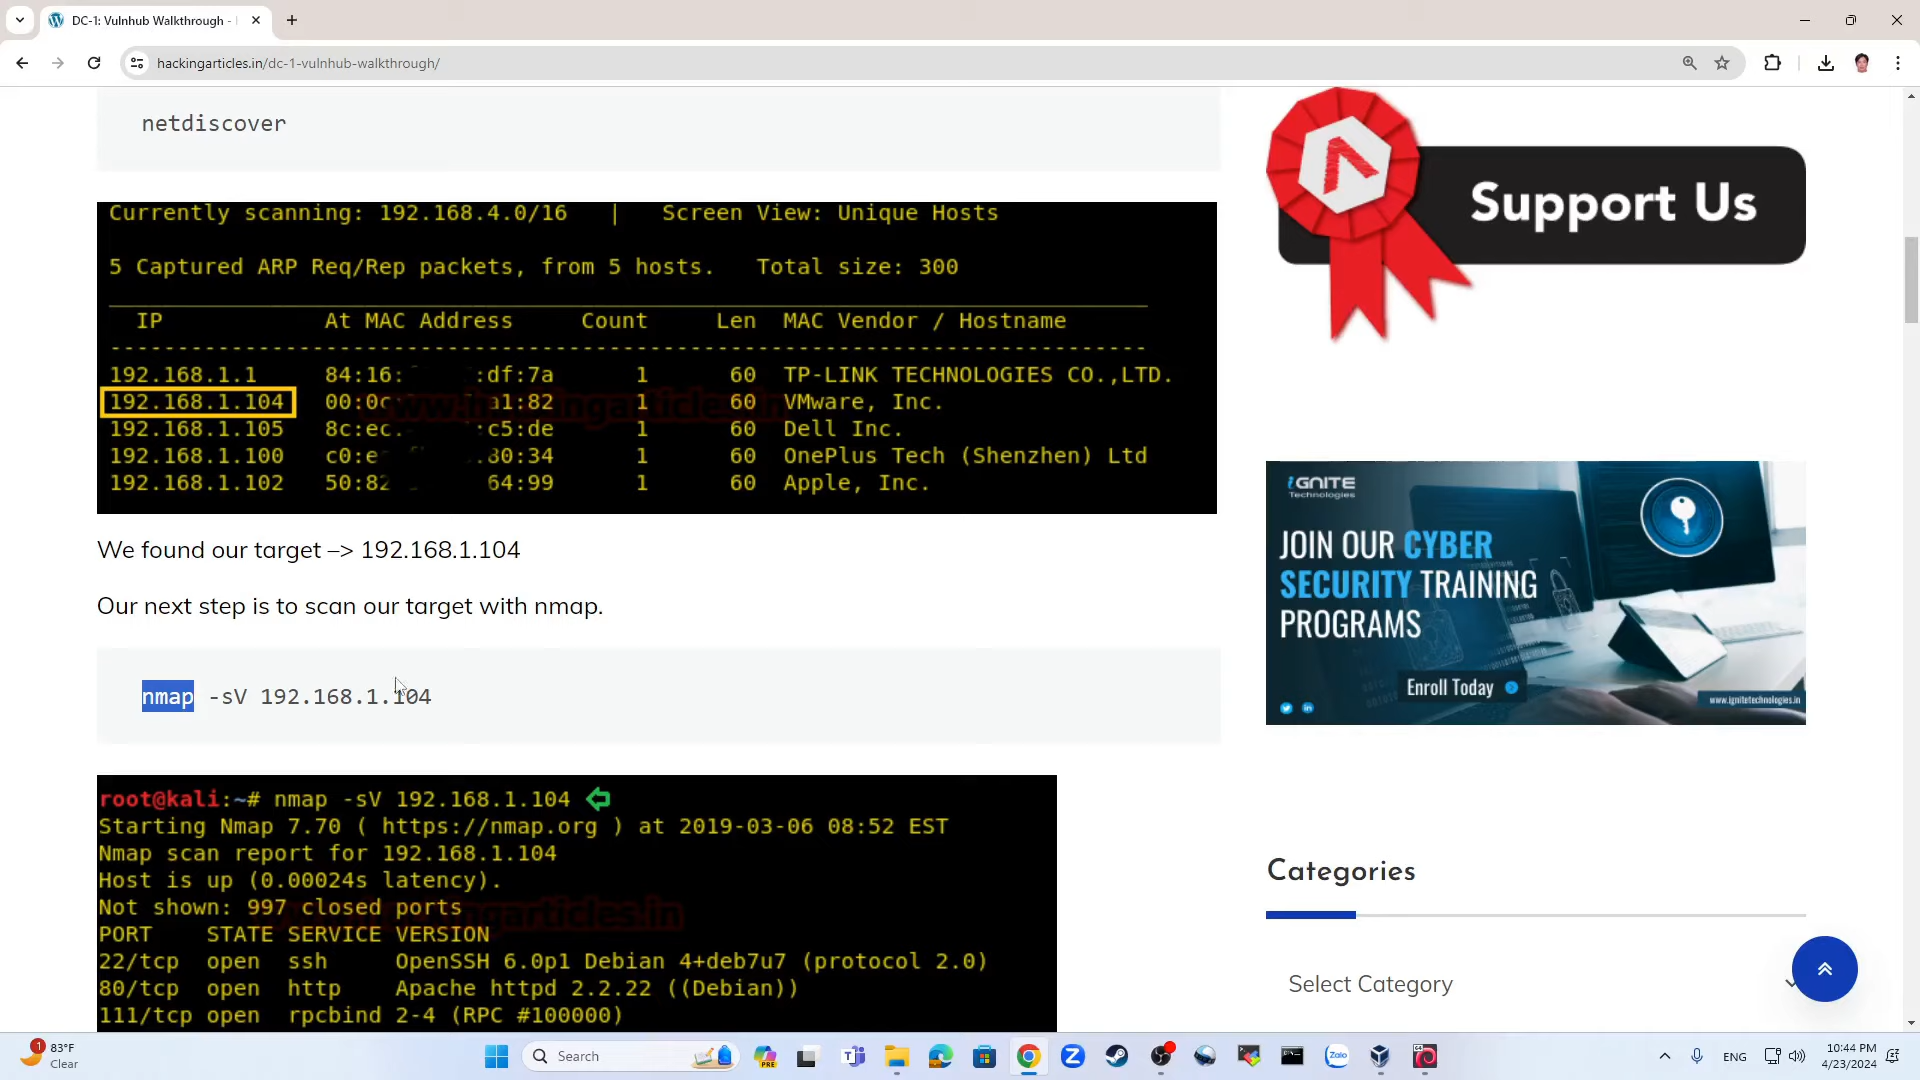 DC-1: Vulnhub Walkthrough -
hackingarticles.in/dc-1-vulnhub-walkthrough/
netdiscover
Currently scanning: 192.168.4.0/16 | Screen View: Unique Hosts
5 Captured ARP Req/Rep packets, from 5 hosts. Total size: 300
IP At MAC Address Count Len MAC Vendor / Hostname
192.168.1.1 84:16: :df:7a 1 60 TP-LINK TECHNOLOGIES CO.,LTD.
192.168.1.104 00:0c a1:82 1 60 VMware, Inc.
192.168.1.105 8c:ec. :c5:de 1 60 Dell Inc.
192.168.1.100 c0:e 80:34 1 60 OnePlus Tech (Shenzhen) Ltd
192.168.1.102 50:82 64:99 1 60 Apple, Inc.
We found our target –> 192.168.1.104
Our next step is to scan our target with nmap.
nmap -sV 192.168.1.104
root@kali:~# nmap -sV 192.168.1.104
Starting Nmap 7.70 ( https://nmap.org ) at 2019-03-06 08:52 EST
Nmap scan report for 192.168.1.104
Host is up (0.00024s latency).
Not shown: 997 closed ports
PORT STATE SERVICE VERSION
22/tcp open ssh OpenSSH 6.0p1 Debian 4+deb7u7 (protocol 2.0)
80/tcp open http Apache httpd 2.2.22 ((Debian))
111/tcp open rpcbind 2-4 (RPC #100000)
Support Us
IGNITE
Technologies
JOIN OUR CYBER
SECURITY TRAINING
PROGRAMS
Enroll Today
www.ignitetechnologies.in
Categories
Select Category
1
83°F
Clear
Search
PRE
Zalo
ENG
10:44 PM
4/23/2024